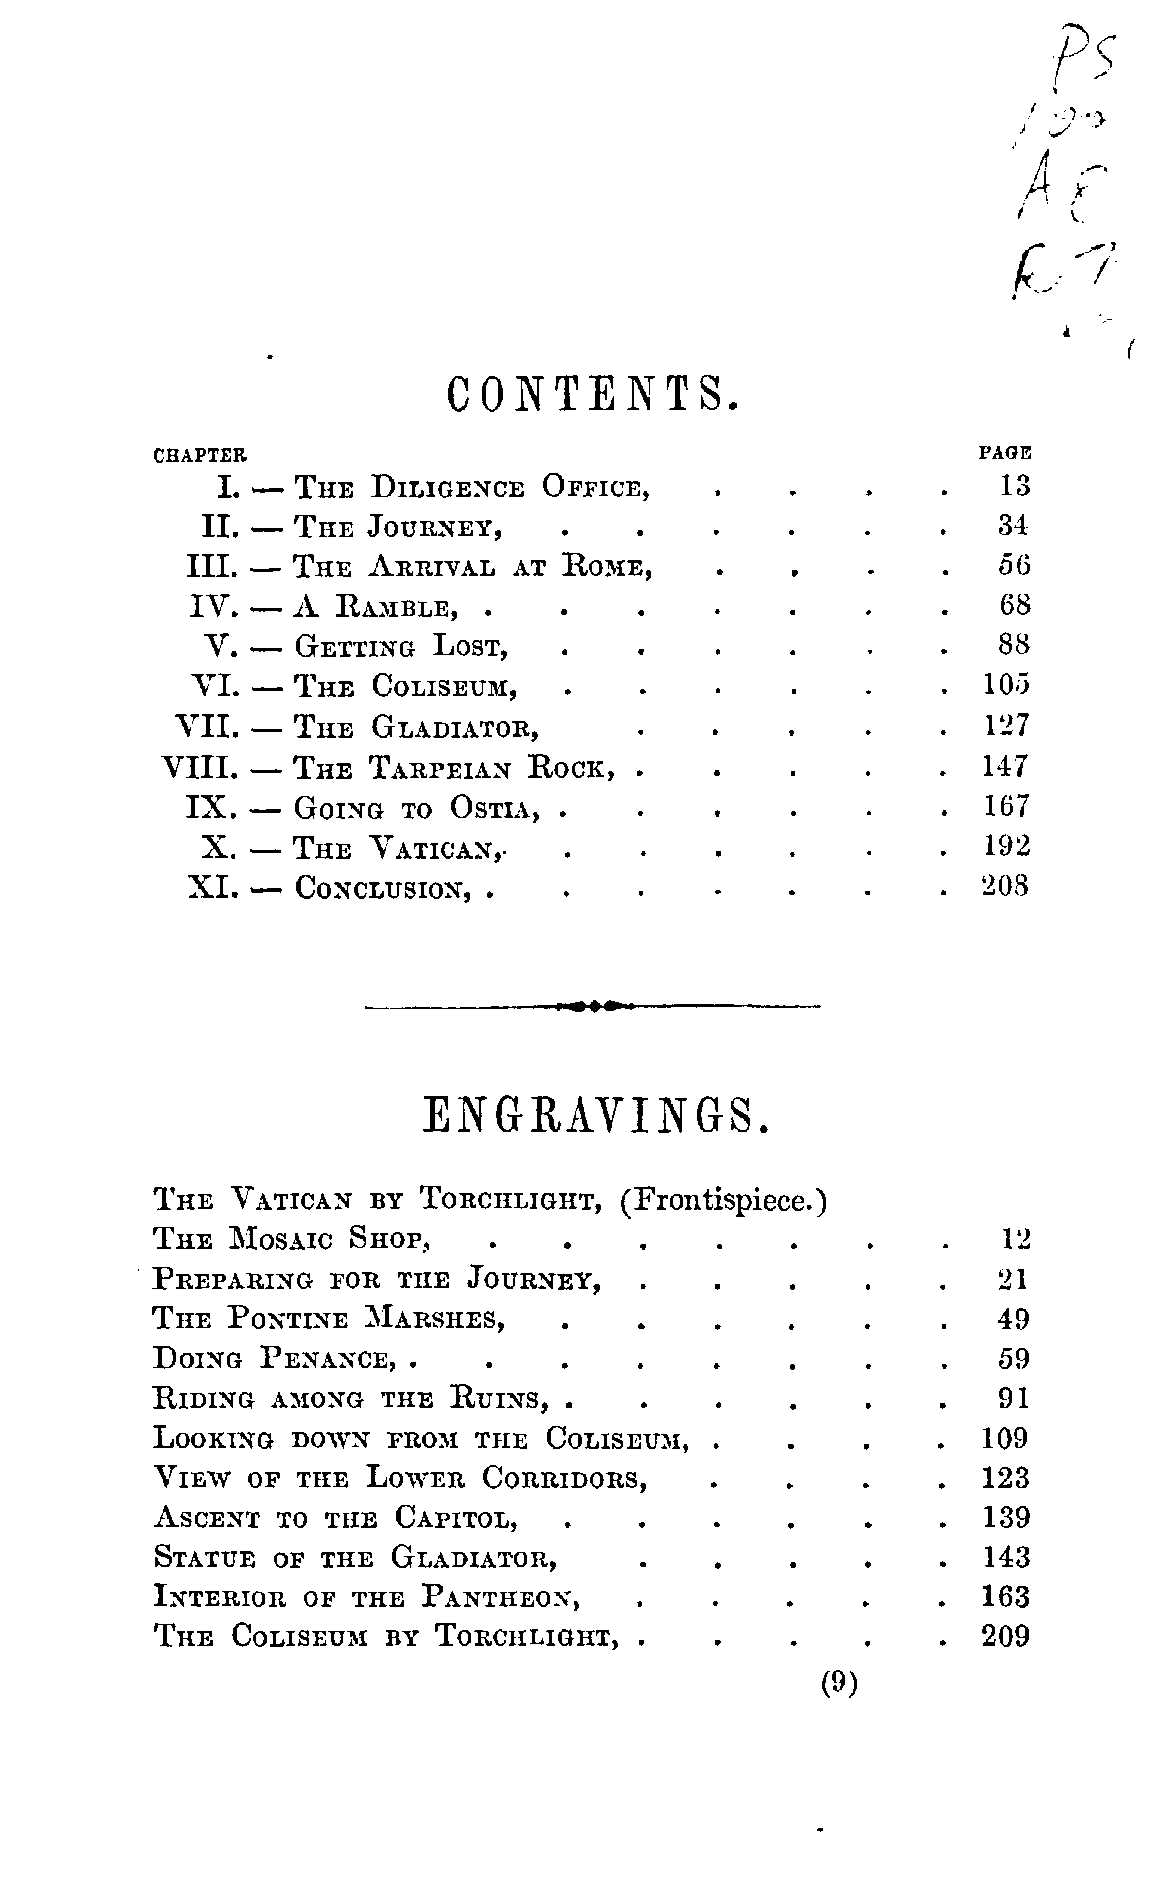 PS
CONTENTS.
CHAPTER PAGE
I. — THE DILIGENCE OFFICE, . . . . 13
II. — THE JOURNEY, . . . . . . 34
III. — THE ARRIVAL AT ROME, . . . . 56
IV. — A RAMBLE, . . . . . . . 68
V. — GETTING LOST, . . . . . . 88
VI. — THE COLISEUM, . . . . . . 105
VII. — THE GLADIATOR, . . . . . 127
VIII. — THE TARPEIAN ROCK, . . . . . 147
IX. — GOING TO OSTIA, . . . . . . 167
X. — THE VATICAN, . . . . . . 192
XI. — CONCLUSION, . . . . . . . 208
ENGRAVINGS.
THE VATICAN BY TORCHLIGHT, (Frontispiece.)
THE MOSAIC SHOP, . . . . . . . 12
PREPARING FOR THE JOURNEY, . . . . . 21
THE PONTINE MARSHES, . . . . . . 49
DOING PENANCE, . . . . . . . . 59
RIDING AMONG THE RUINS, . . . . . . 91
LOOKING DOWN FROM THE COLISEUM, . . . . 109
VIEW OF THE LOWER CORRIDORS, . . . . 123
ASCENT TO THE CAPITOL, . . . . . . 139
STATUE OF THE GLADIATOR, . . . . . 143
INTERIOR OF THE PANTHEON, . . . . . 163
THE COLISEUM BY TORCHLIGHT, . . . . . 209
(9)